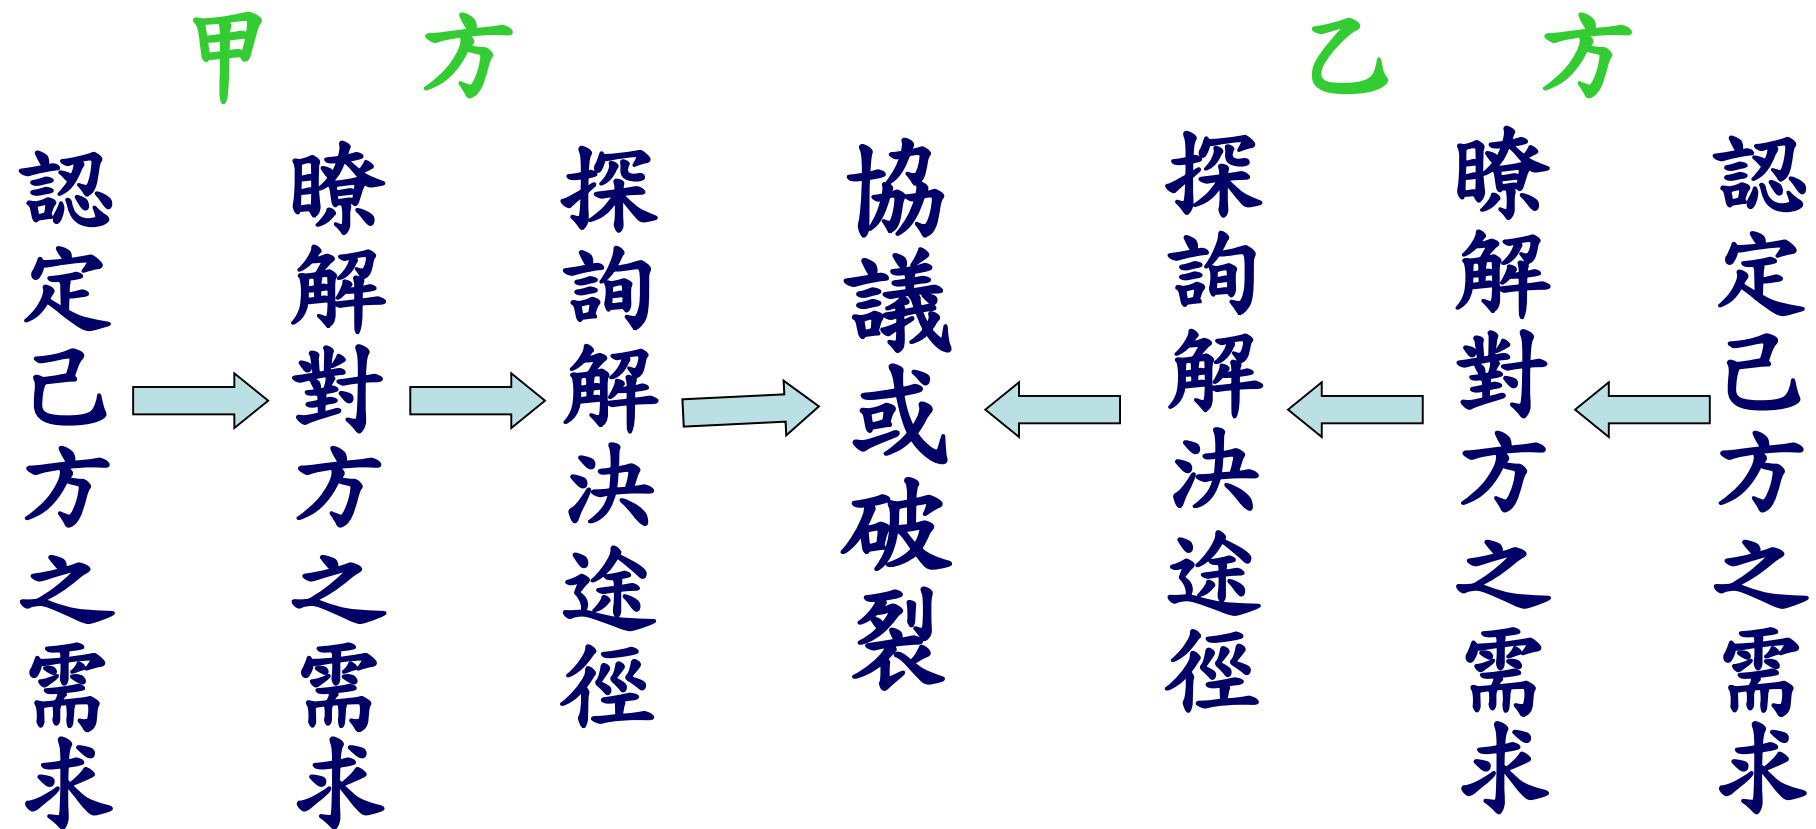 甲方
乙方
認定己方之需求
瞭解對方之需求
探詢解決途徑
協議或破裂
探詢解決途徑
瞭解對方之需求
認定己方之需求